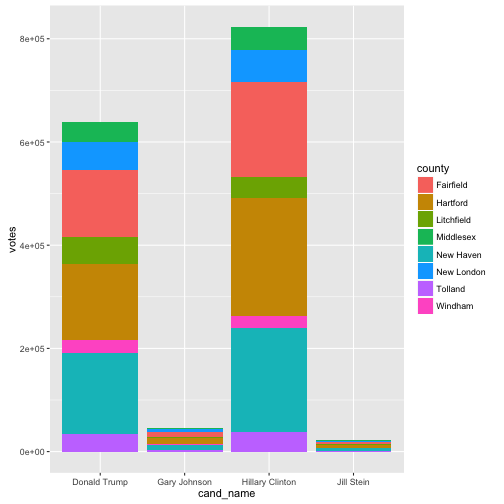 votes
8e+05
6e+05
4e+05
2e+05
0e+00
Donald Trump
Gary Johnson
Hillary Clinton
Jill Stein
cand_name
county
Fairfield
Hartford
Litchfield
Middlesex
New Haven
New London
Tolland
Windham